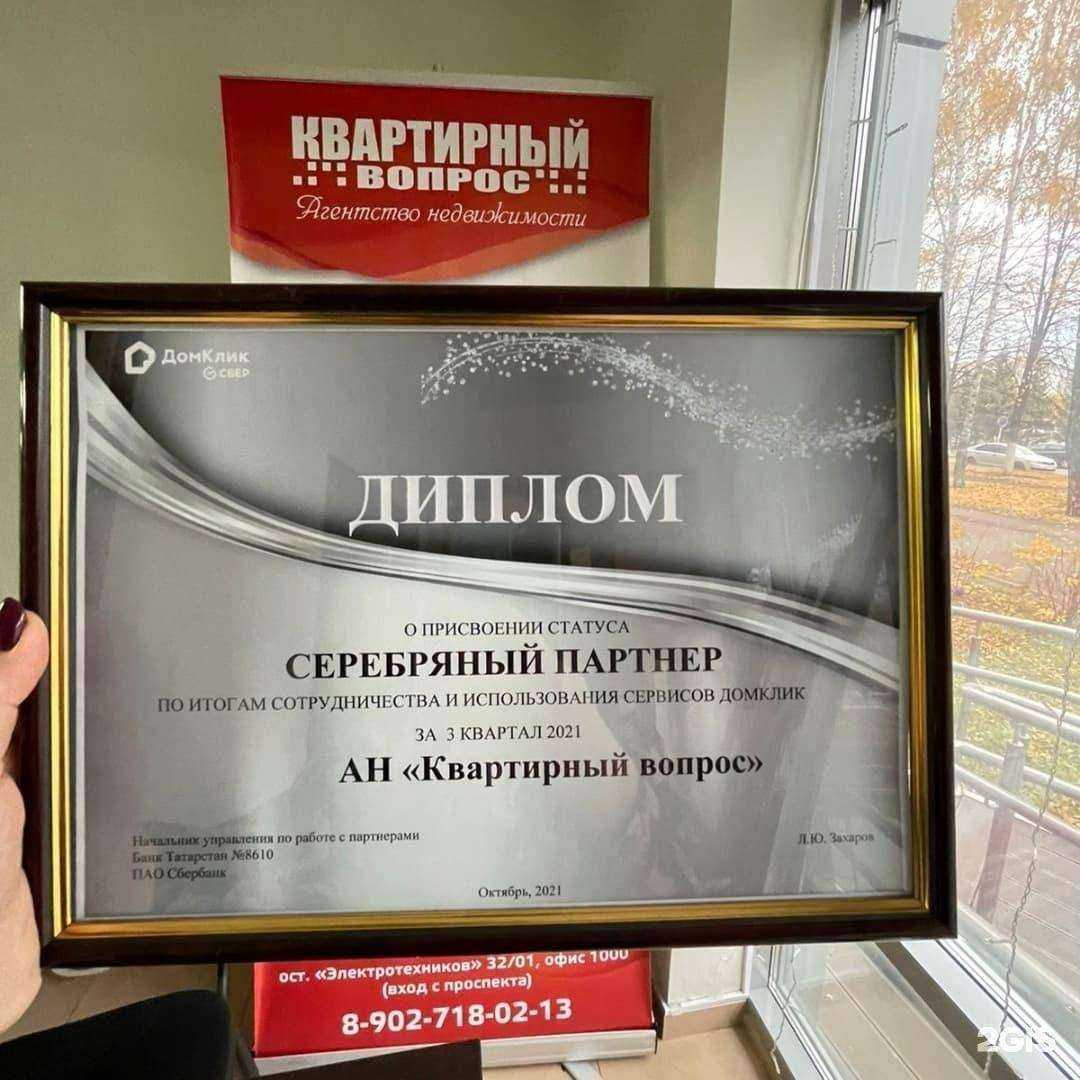 КВАРТИРНЫЙ
ВОПРОС
Агентство недвижимости
ДомКлик
СБЕР
ДИПЛОМ
О ПРИСВОЕНИИ СТАТУСА
СЕРЕБРЯНЫЙ ПАРТНЕР
ПО ИТОГАМ СОТРУДНИЧЕСТВА И ИСПОЛЬЗОВАНИЯ СЕРВИСОВ ДОМКЛИК
ЗА 3 КВАРТАЛ 2021
АН «Квартирный вопрос»
Начальник управления по работе с партнерами
Банк Татарстан №8610
ПАО Сбербанк
Л.Ю. Захаров
Октябрь, 2021
ост. «Электротехников» 32/01, офис 1000
(вход с проспекта)
8-902-718-02-13
2GIS